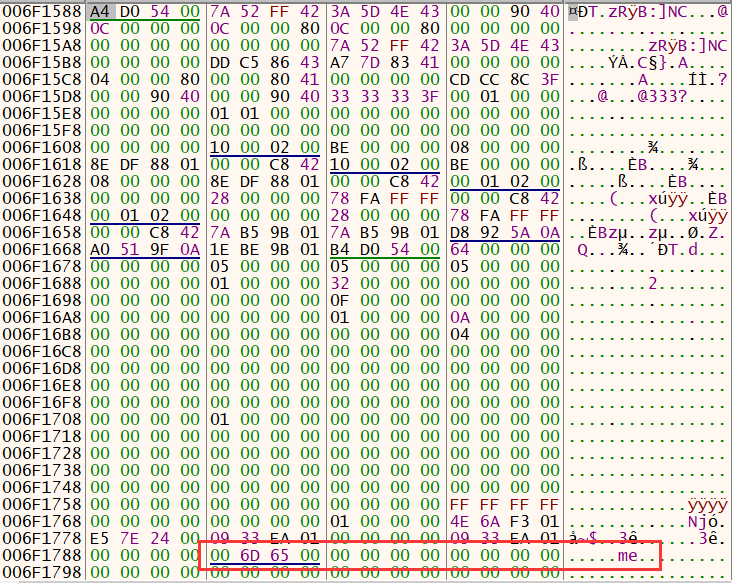 006F1588 A4 D0 54 00 7A 52 FF 42 3A 5D 4E 43 00 00 90 40 ¤ÐT.zRÿB:]NC...@
006F1598 0C 00 00 00 0C 00 00 80 0C 00 00 80 00 00 00 00 ................
006F15A8 00 00 00 00 00 00 00 00 7A 52 FF 42 3A 5D 4E 43 ........zRÿB:]NC
006F15B8 00 00 00 00 DD C5 86 43 A7 7D 83 41 00 00 00 00 ....ÝÅ.C§}.A....
006F15C8 04 00 00 80 00 00 80 41 00 00 00 00 CD CC 8C 3F .......A....ÍÌ.?
006F15D8 00 00 90 40 00 00 90 40 33 33 33 3F 00 01 00 00 ...@...@333?....
006F15E8 00 00 00 00 01 01 00 00 00 00 00 00 00 00 00 00 ................
006F15F8 00 00 00 00 00 00 00 00 00 00 00 00 00 00 00 00 ................
006F1608 00 00 00 00 10 00 02 00 BE 00 00 00 08 00 00 00 ........¾.......
006F1618 8E DF 88 01 00 00 C8 42 10 00 02 00 BE 00 00 00 .ß....ÈB....¾...
006F1628 08 00 00 00 8E DF 88 01 00 00 C8 42 00 01 02 00 .....ß....ÈB....
006F1638 00 00 00 00 28 00 00 00 78 FA FF FF 00 00 C8 42 ....(...xúÿÿ..ÈB
006F1648 00 01 02 00 00 00 00 00 28 00 00 00 78 FA FF FF ........(...xúÿÿ
006F1658 00 00 C8 42 7A B5 9B 01 7A B5 9B 01 D8 92 5A 0A ..ÈBzµ..zµ..Ø.Z.
006F1668 A0 51 9F 0A 1E BE 9B 01 B4 D0 54 00 64 00 00 00  Q...¾..´ÐT.d...
006F1678 00 00 00 00 05 00 00 00 05 00 00 00 05 00 00 00 ................
006F1688 00 00 00 00 01 00 00 00 32 00 00 00 00 00 00 00 ........2.......
006F1698 00 00 00 00 00 00 00 00 0F 00 00 00 00 00 00 00 ................
006F16A8 00 00 00 00 00 00 00 00 01 00 00 00 0A 00 00 00 ................
006F16B8 00 00 00 00 00 00 00 00 00 00 00 00 04 00 00 00 ................
006F16C8 00 00 00 00 00 00 00 00 00 00 00 00 00 00 00 00 ................
006F16D8 00 00 00 00 00 00 00 00 00 00 00 00 00 00 00 00 ................
006F16E8 00 00 00 00 00 00 00 00 00 00 00 00 00 00 00 00 ................
006F16F8 00 00 00 00 00 00 00 00 00 00 00 00 00 00 00 00 ................
006F1708 00 00 00 00 01 00 00 00 00 00 00 00 00 00 00 00 ................
006F1718 00 00 00 00 00 00 00 00 00 00 00 00 00 00 00 00 ................
006F1728 00 00 00 00 00 00 00 00 00 00 00 00 00 00 00 00 ................
006F1738 00 00 00 00 00 00 00 00 00 00 00 00 00 00 00 00 ................
006F1748 00 00 00 00 00 00 00 00 00 00 00 00 00 00 00 00 ................
006F1758 00 00 00 00 00 00 00 00 00 00 00 00 FF FF FF FF ............ÿÿÿÿ
006F1768 00 00 00 00 00 00 00 00 01 00 00 00 4E 6A F3 01 ............Njó.
006F1778 E5 7E 24 00 09 33 EA 01 00 00 00 00 09 33 EA 01 å~$..3ê......3ê.
006F1788 00 00 00 00 00 6D 65 00 00 00 00 00 00 00 00 00 .....me.........
006F1798 00 00 00 00 00 00 00 00 00 00 00 00 00 00 00 00 ................